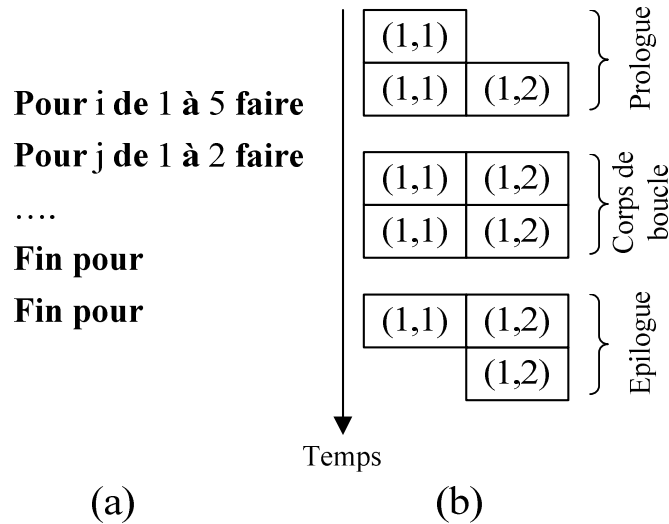 Pour i de 1 à 5 faire
Pour j de 1 à 2 faire
....
Fin pour
Fin pour
(a)
(1,1)
(1,1) (1,2)
Prologue
(1,1) (1,2)
(1,1) (1,2)
Corps de
boucle
(1,1) (1,2)
(1,2)
Epilogue
Temps
(b)